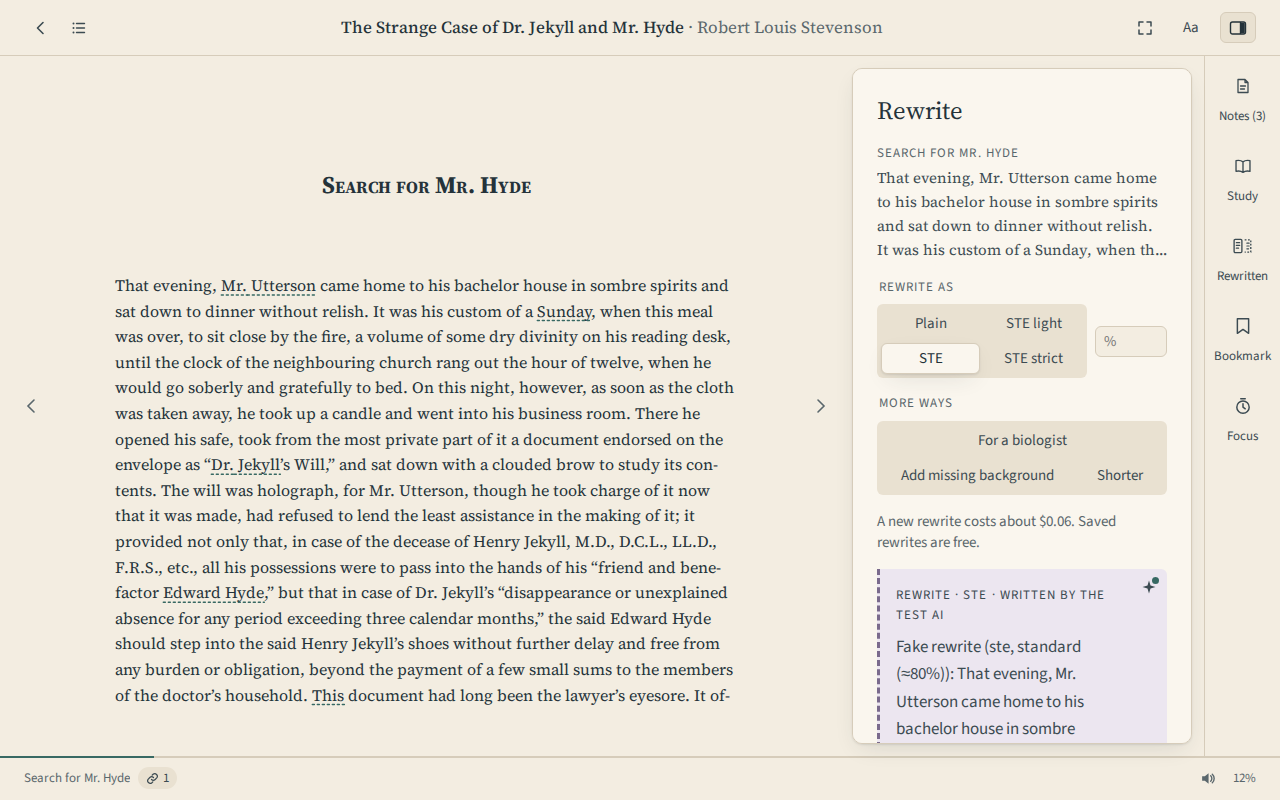 The Strange Case of Dr. Jekyll and Mr. Hyde · Robert Louis Stevenson
Aa
Search for Mr. Hyde
That evening, Mr. Utterson came home to his bachelor house in sombre spirits and
sat down to dinner without relish. It was his custom of a Sunday, when this meal
was over, to sit close by the fire, a volume of some dry divinity on his reading desk,
until the clock of the neighbouring church rang out the hour of twelve, when he
would go soberly and gratefully to bed. On this night, however, as soon as the cloth
was taken away, he took up a candle and went into his business room. There he
opened his safe, took from the most private part of it a document endorsed on the
envelope as “Dr. Jekyll’s Will,” and sat down with a clouded brow to study its con-
tents. The will was holograph, for Mr. Utterson, though he took charge of it now
that it was made, had refused to lend the least assistance in the making of it; it
provided not only that, in case of the decease of Henry Jekyll, M.D., D.C.L., LL.D.,
F.R.S., etc., all his possessions were to pass into the hands of his “friend and bene-
factor Edward Hyde,” but that in case of Dr. Jekyll’s “disappearance or unexplained
absence for any period exceeding three calendar months,” the said Edward Hyde
should step into the said Henry Jekyll’s shoes without further delay and free from
any burden or obligation, beyond the payment of a few small sums to the members
of the doctor’s household. This document had long been the lawyer’s eyesore. It of-
Rewrite
SEARCH FOR MR. HYDE
That evening, Mr. Utterson came home
to his bachelor house in sombre spirits
and sat down to dinner without relish.
It was his custom of a Sunday, when th...
REWRITE AS
Plain
STE light
STE
STE strict
%
MORE WAYS
For a biologist
Add missing background
Shorter
A new rewrite costs about $0.06. Saved
rewrites are free.
REWRITE · STE · WRITTEN BY THE
TEST AI
Fake rewrite (ste, standard
(≈80%)): That evening, Mr.
Utterson came home to his
bachelor house in sombre
Notes (3)
Study
Rewritten
Bookmark
Focus
Search for Mr. Hyde
1
12%